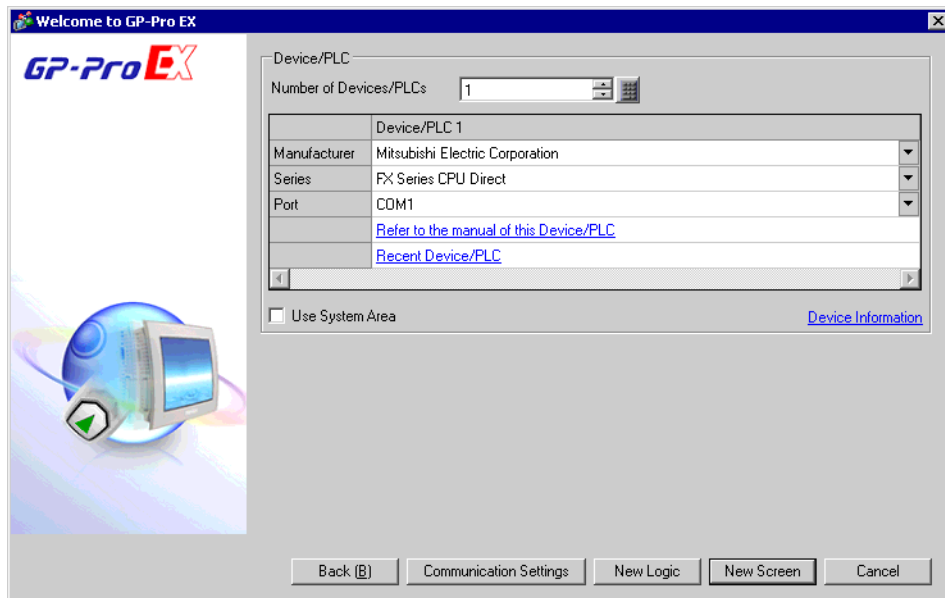 Welcome to GP-Pro EX
GP-Pro EX
Device/PLC
Number of Devices/PLCs 1
Device/PLC 1
Manufacturer Mitsubishi Electric Corporation
Series FX Series CPU Direct
Port COM1
Refer to the manual of this Device/PLC
Recent Device/PLC
Use System Area Device Information
Back (B) Communication Settings New Logic New Screen Cancel